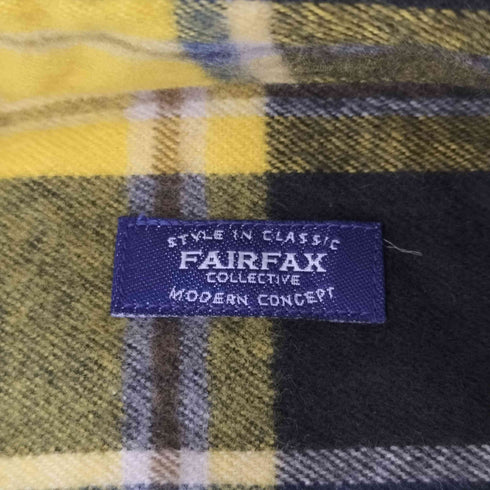 STYLE IN CLASSIC
FAIRFAX
COLLECTIVE
MODERN CONCEPT